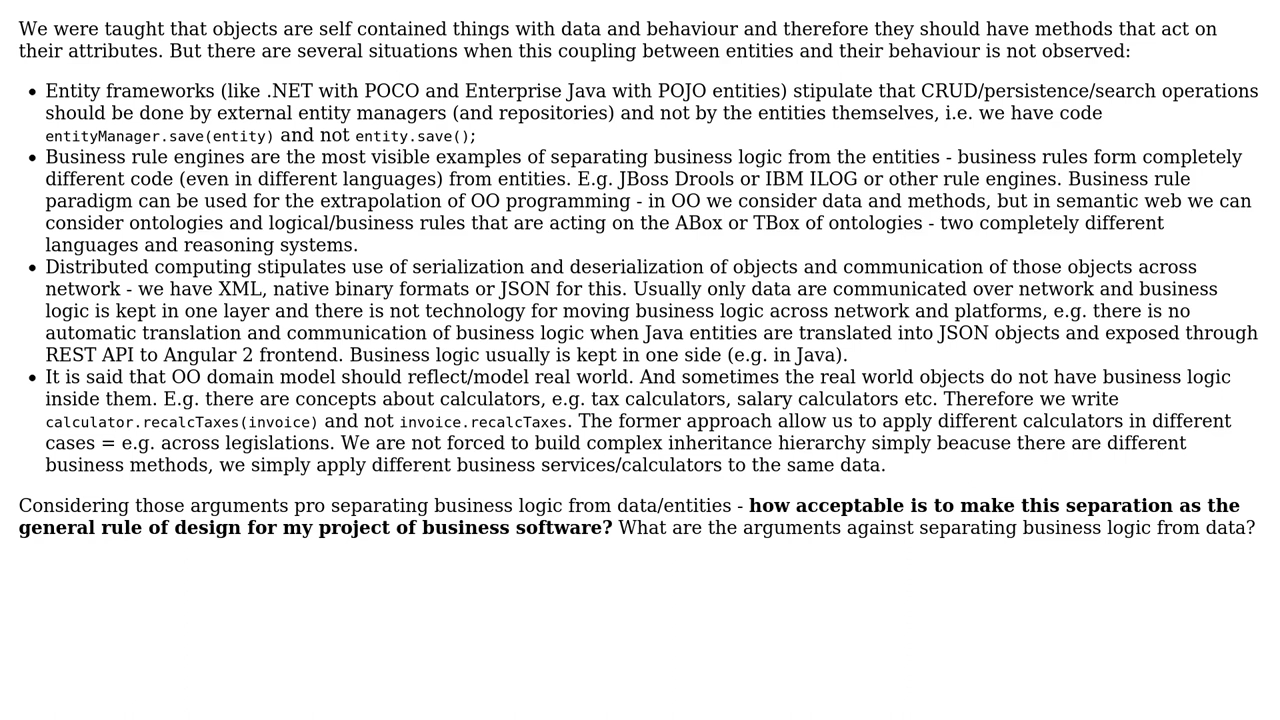 We were taught that objects are self contained things with data and behaviour and therefore they should have methods that act on
their attributes. But there are several situations when this coupling between entities and their behaviour is not observed:
• Entity frameworks (like .NET with POCO and Enterprise Java with POJO entities) stipulate that CRUD/persistence/search operations
should be done by external entity managers (and repositories) and not by the entities themselves, i.e. we have code
entityManager.save(entity) and not entity.save();
• Business rule engines are the most visible examples of separating business logic from the entities - business rules form completely
different code (even in different languages) from entities. E.g. JBoss Drools or IBM ILOG or other rule engines. Business rule
paradigm can be used for the extrapolation of OO programming - in OO we consider data and methods, but in semantic web we can
consider ontologies and logical/business rules that are acting on the ABox or TBox of ontologies - two completely different
languages and reasoning systems.
• Distributed computing stipulates use of serialization and deserialization of objects and communication of those objects across
network - we have XML, native binary formats or JSON for this. Usually only data are communicated over network and business
logic is kept in one layer and there is not technology for moving business logic across network and platforms, e.g. there is no
automatic translation and communication of business logic when Java entities are translated into JSON objects and exposed through
REST API to Angular 2 frontend. Business logic usually is kept in one side (e.g. in Java).
• It is said that OO domain model should reflect/model real world. And sometimes the real world objects do not have business logic
inside them. E.g. there are concepts about calculators, e.g. tax calculators, salary calculators etc. Therefore we write
calculator.recalcTaxes(invoice) and not invoice.recalcTaxes. The former approach allow us to apply different calculators in different
cases = e.g. across legislations. We are not forced to build complex inheritance hierarchy simply beacuse there are different
business methods, we simply apply different business services/calculators to the same data.
Considering those arguments pro separating business logic from data/entities - how acceptable is to make this separation as the
general rule of design for my project of business software? What are the arguments against separating business logic from data?